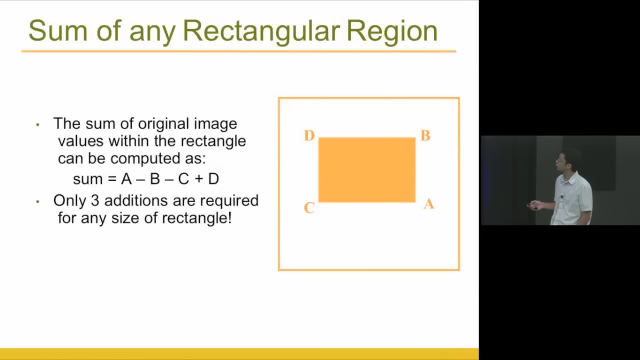 Sum of any Rectangular Region
• The sum of original image
values within the rectangle
can be computed as:
sum = A – B – C + D
• Only 3 additions are required
for any size of rectangle!
D B
C A